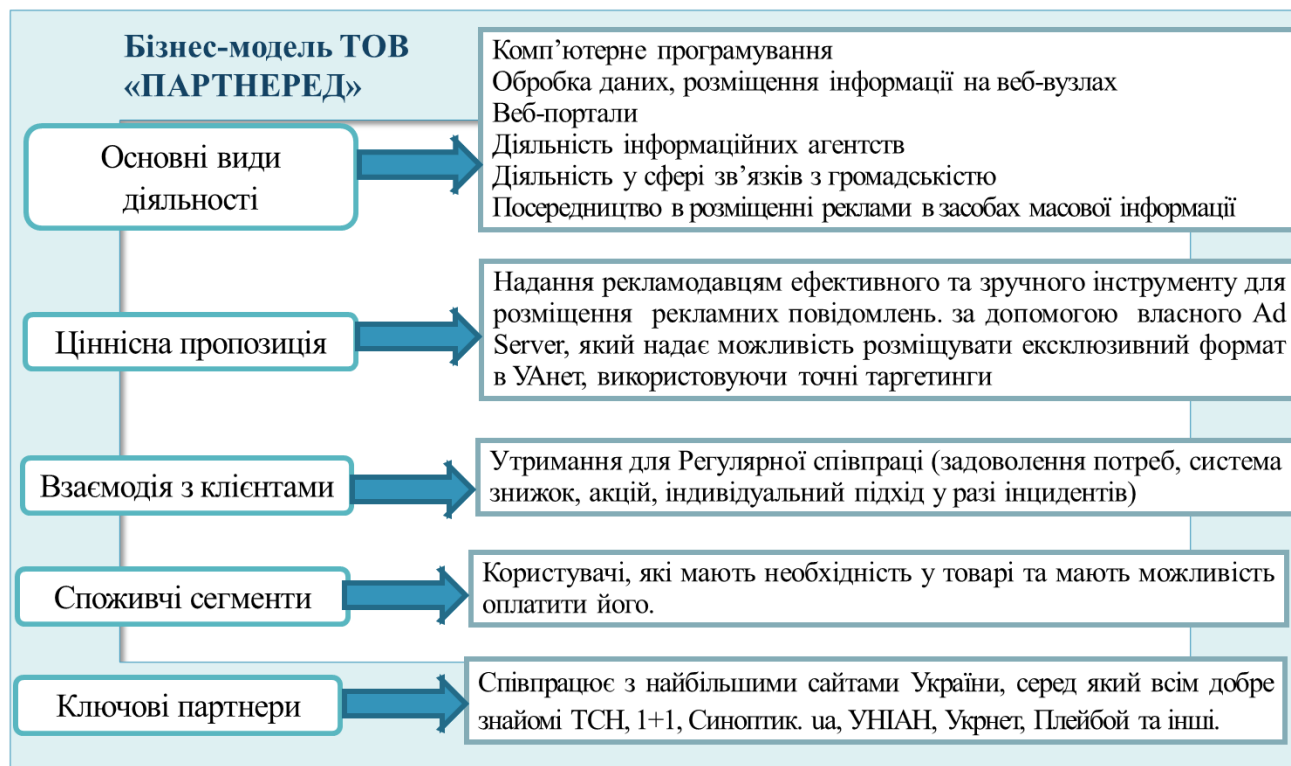 Бізнес-модель ТОВ
«ПАРТНЕРЕД»
Основні види
діяльності
Комп’ютерне програмування
Обробка даних, розміщення інформації на веб-вузлах
Веб-портали
Діяльність інформаційних агентств
Діяльність у сфері зв’язків з громадськістю
Посередництво в розміщенні реклами в засобах масової інформації
Ціннісна пропозиція
Надання рекламодавцям ефективного та зручного інструменту для
розміщення рекламних повідомлень. за допомогою власного Ad
Server, який надає можливість розміщувати ексклюзивний формат
в УАнет, використовуючи точні таргетинги
Взаємодія з клієнтами
Утримання для Регулярної співпраці (задоволення потреб, система
знижок, акцій, індивідуальний підхід у разі інцидентів)
Споживчі сегменти
Користувачі, які мають необхідність у товарі та мають можливість
оплатити його.
Ключові партнери
Співпрацює з найбільшими сайтами України, серед який всім добре
знайомі ТСН, 1+1, Синоптик. ua, УНІАН, Укрнет, Плейбой та інші.